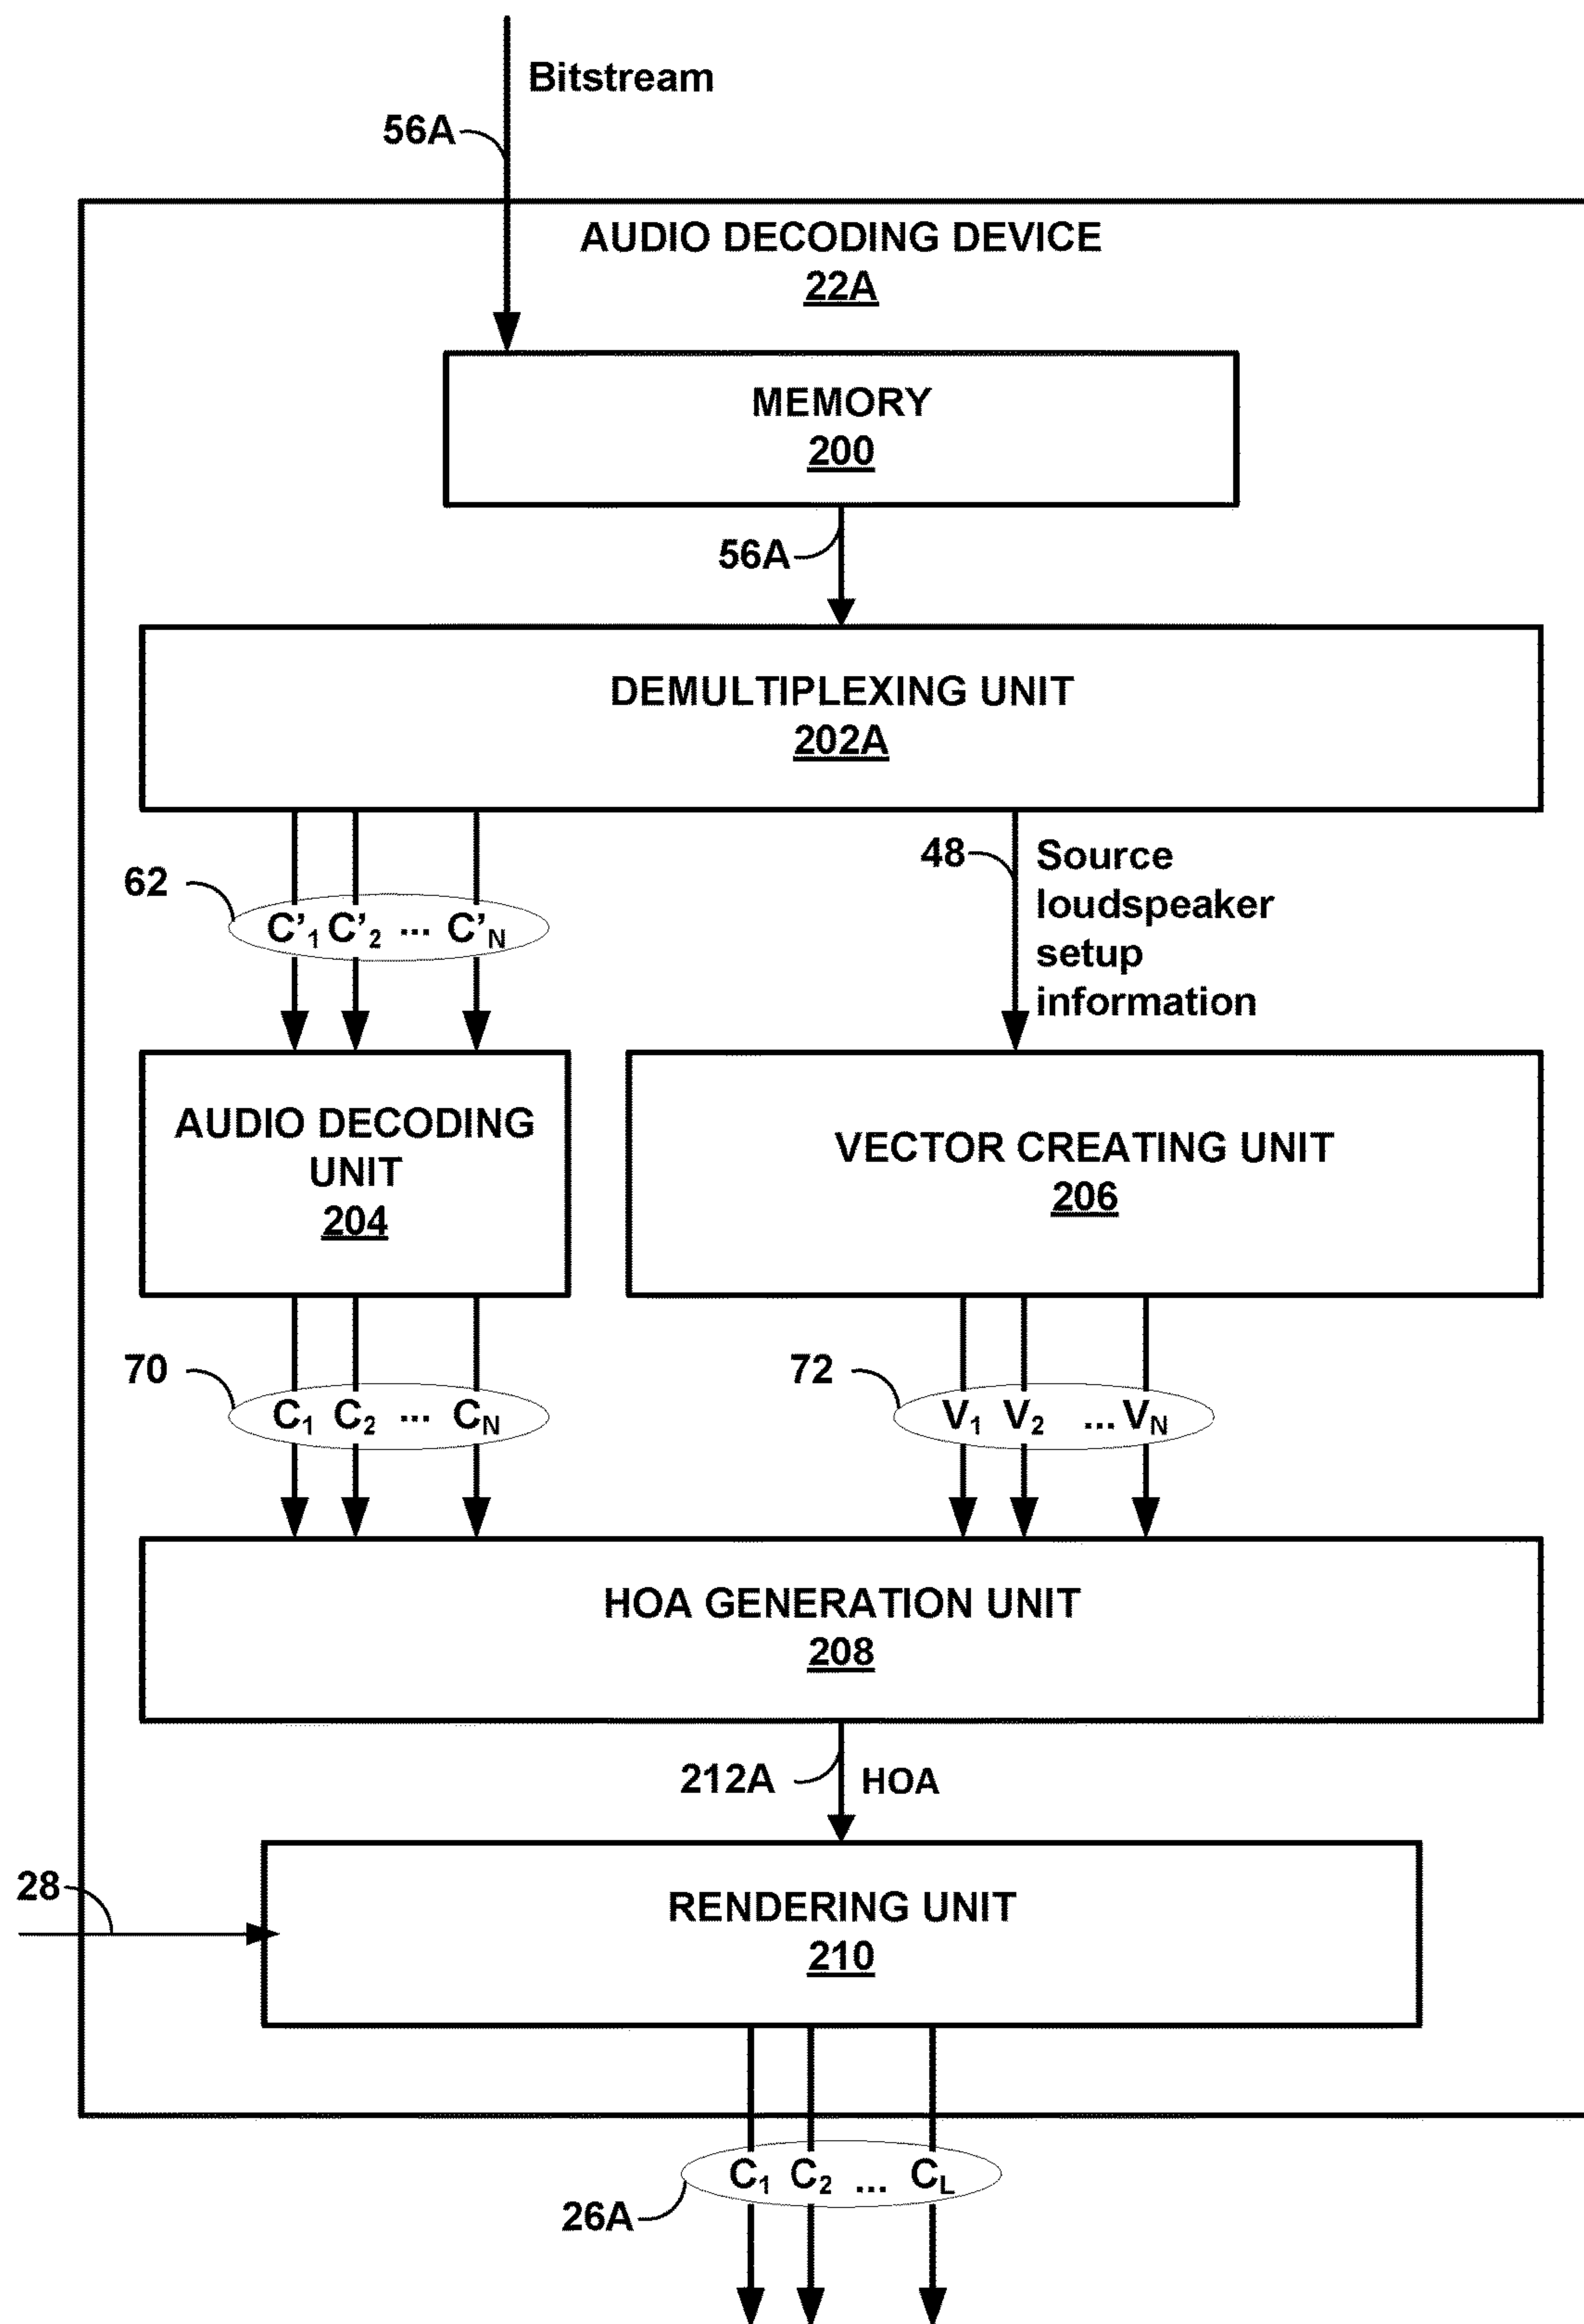 Bitstream
56A
AUDIO DECODING DEVICE
22A
MEMORY
200
56A
DEMULTIPLEXING UNIT
202A
48
Source
loudspeaker
setup
information
62
C'1 C'2 ... C'N
AUDIO DECODING
UNIT
204
VECTOR CREATING UNIT
206
70
C1 C2 ... CN
72
V1 V2 ... VN
HOA GENERATION UNIT
208
212A
HOA
28
RENDERING UNIT
210
C1 C2 ... CL
26A